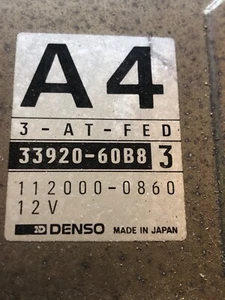 A4
3-AT-FED
33920-60B8 3
112000-0860
12V
DENSO MADE IN JAPAN